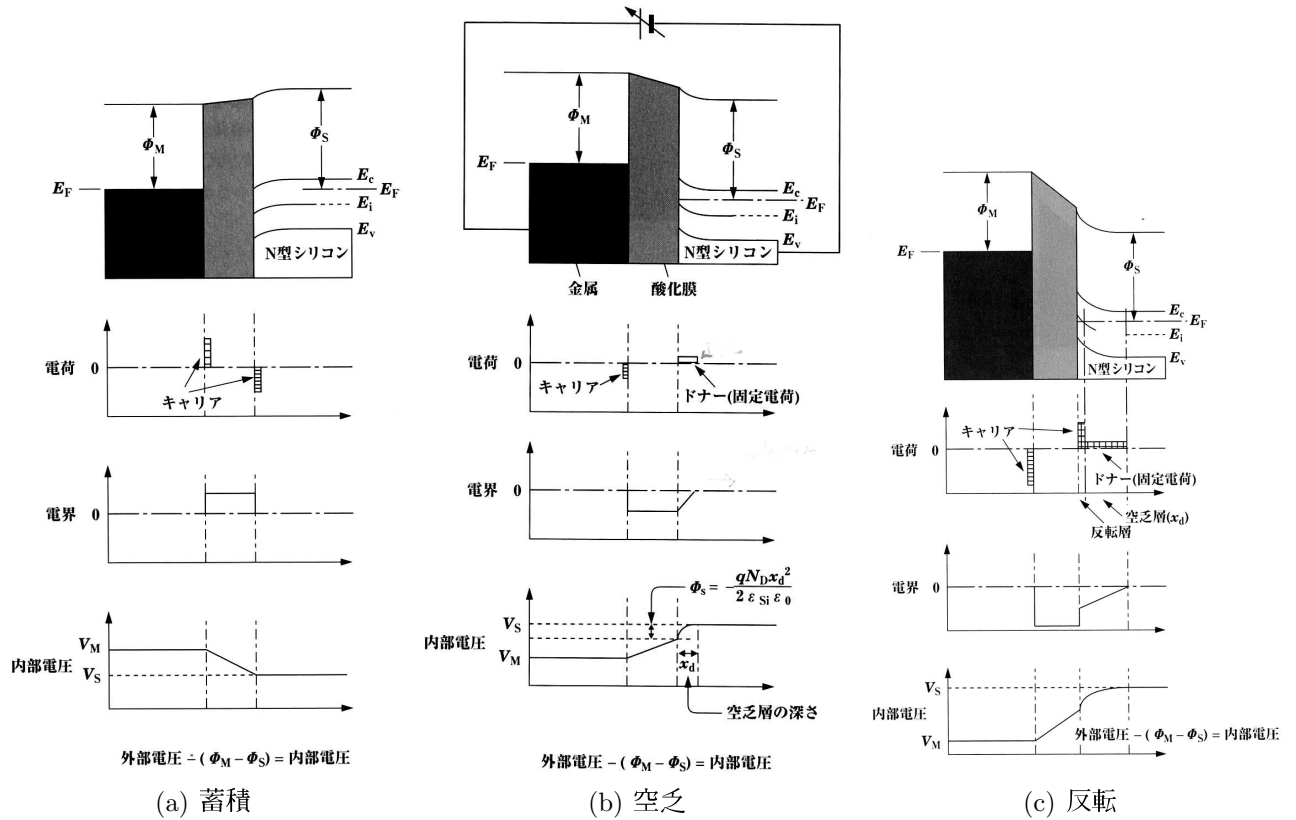 Φ_M
Φ_S
E_F
E_c
E_F
E_i
E_v
N型シリコン
電荷 0
キャリア
電界 0
V_M
内部電圧
V_S
外部電圧 − (Φ_M − Φ_S) = 内部電圧
(a) 蓄積
Φ_M
Φ_S
E_F
E_c
E_F
E_i
E_v
N型シリコン
金属
酸化膜
電荷 0
キャリア
ドナー(固定電荷)
電界 0
Φ_s = − qN_D x_d² / 2 ε_Si ε_0
V_S
内部電圧
V_M
x_d
空乏層の深さ
外部電圧 − (Φ_M − Φ_S) = 内部電圧
(b) 空乏
Φ_M
E_F
Φ_S
E_c
E_F
E_i
E_v
N型シリコン
キャリア
電荷 0
ドナー(固定電荷)
空乏層(x_d)
反転層
電界 0
V_S
内部電圧
V_M
外部電圧 − (Φ_M − Φ_S) = 内部電圧
(c) 反転